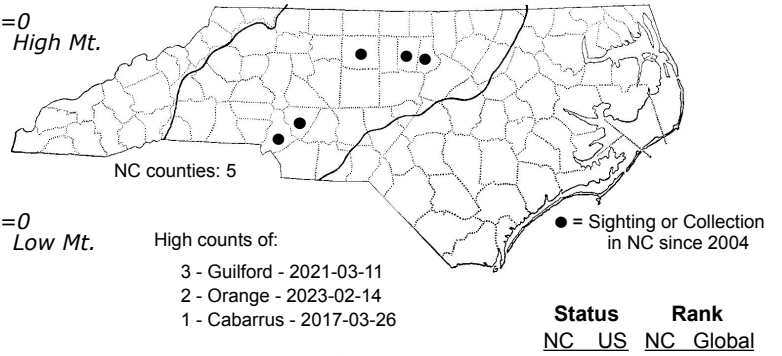 =0
High Mt.
NC counties: 5
=0
Low Mt.
High counts of:
3 - Guilford - 2021-03-11
2 - Orange - 2023-02-14
1 - Cabarrus - 2017-03-26
● = Sighting or Collection
in NC since 2004
Status Rank
NC US NC Global